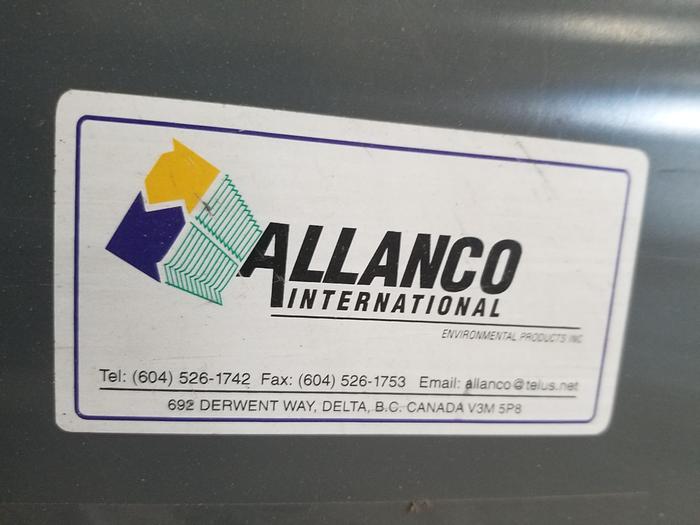 ALLANCO
INTERNATIONAL
ENVIRONMENTAL PRODUCTS INC
Tel: (604) 526-1742 Fax: (604) 526-1753 Email: allanco@telus.net
692 DERWENT WAY, DELTA, B.C. CANADA V3M 5P8